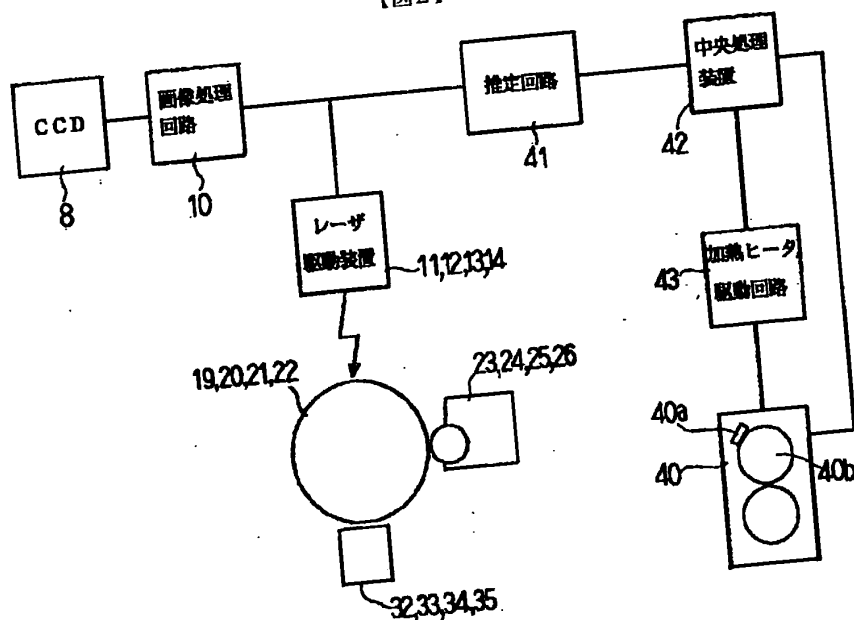 【図2】
CCD
8
画像処理
回路
10
推定回路
41
中央処理
装置
42
レーザ
駆動装置
11,12,13,14
加熱ヒータ
駆動回路
43
19,20,21,22
23,24,25,26
32,33,34,35
40a
40
40b